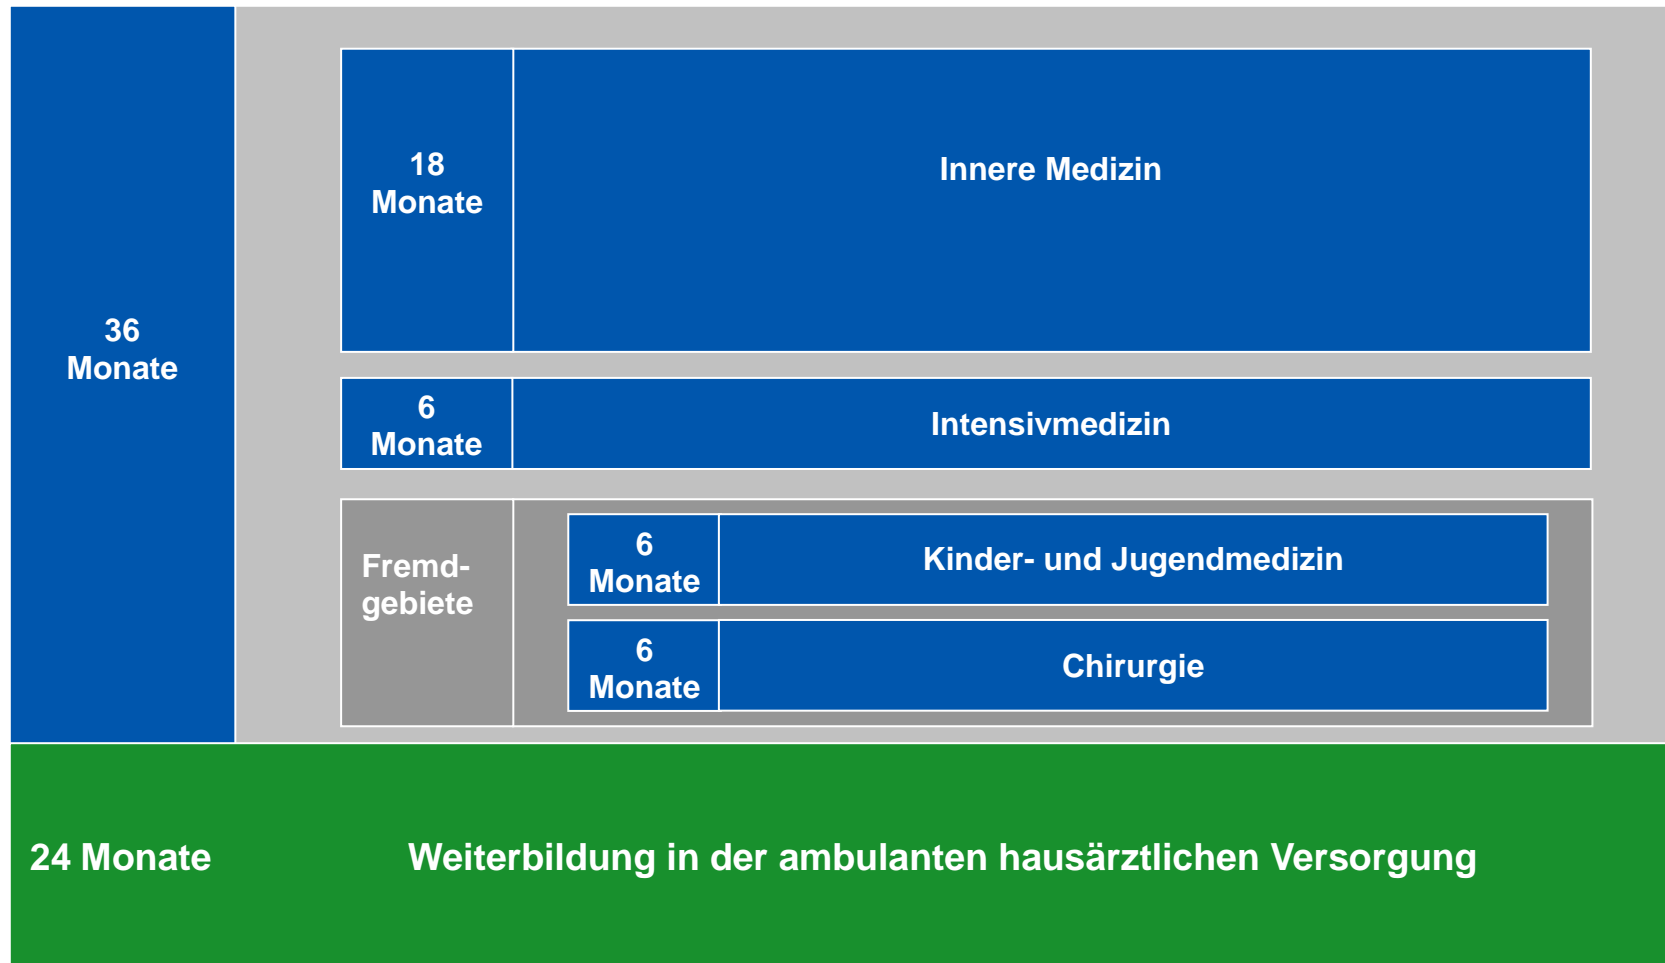 36
Monate
18
Monate
Innere Medizin
6
Monate
Intensivmedizin
Fremd-
gebiete
6
Monate
Kinder- und Jugendmedizin
6
Monate
Chirurgie
24 Monate
Weiterbildung in der ambulanten hausärztlichen Versorgung